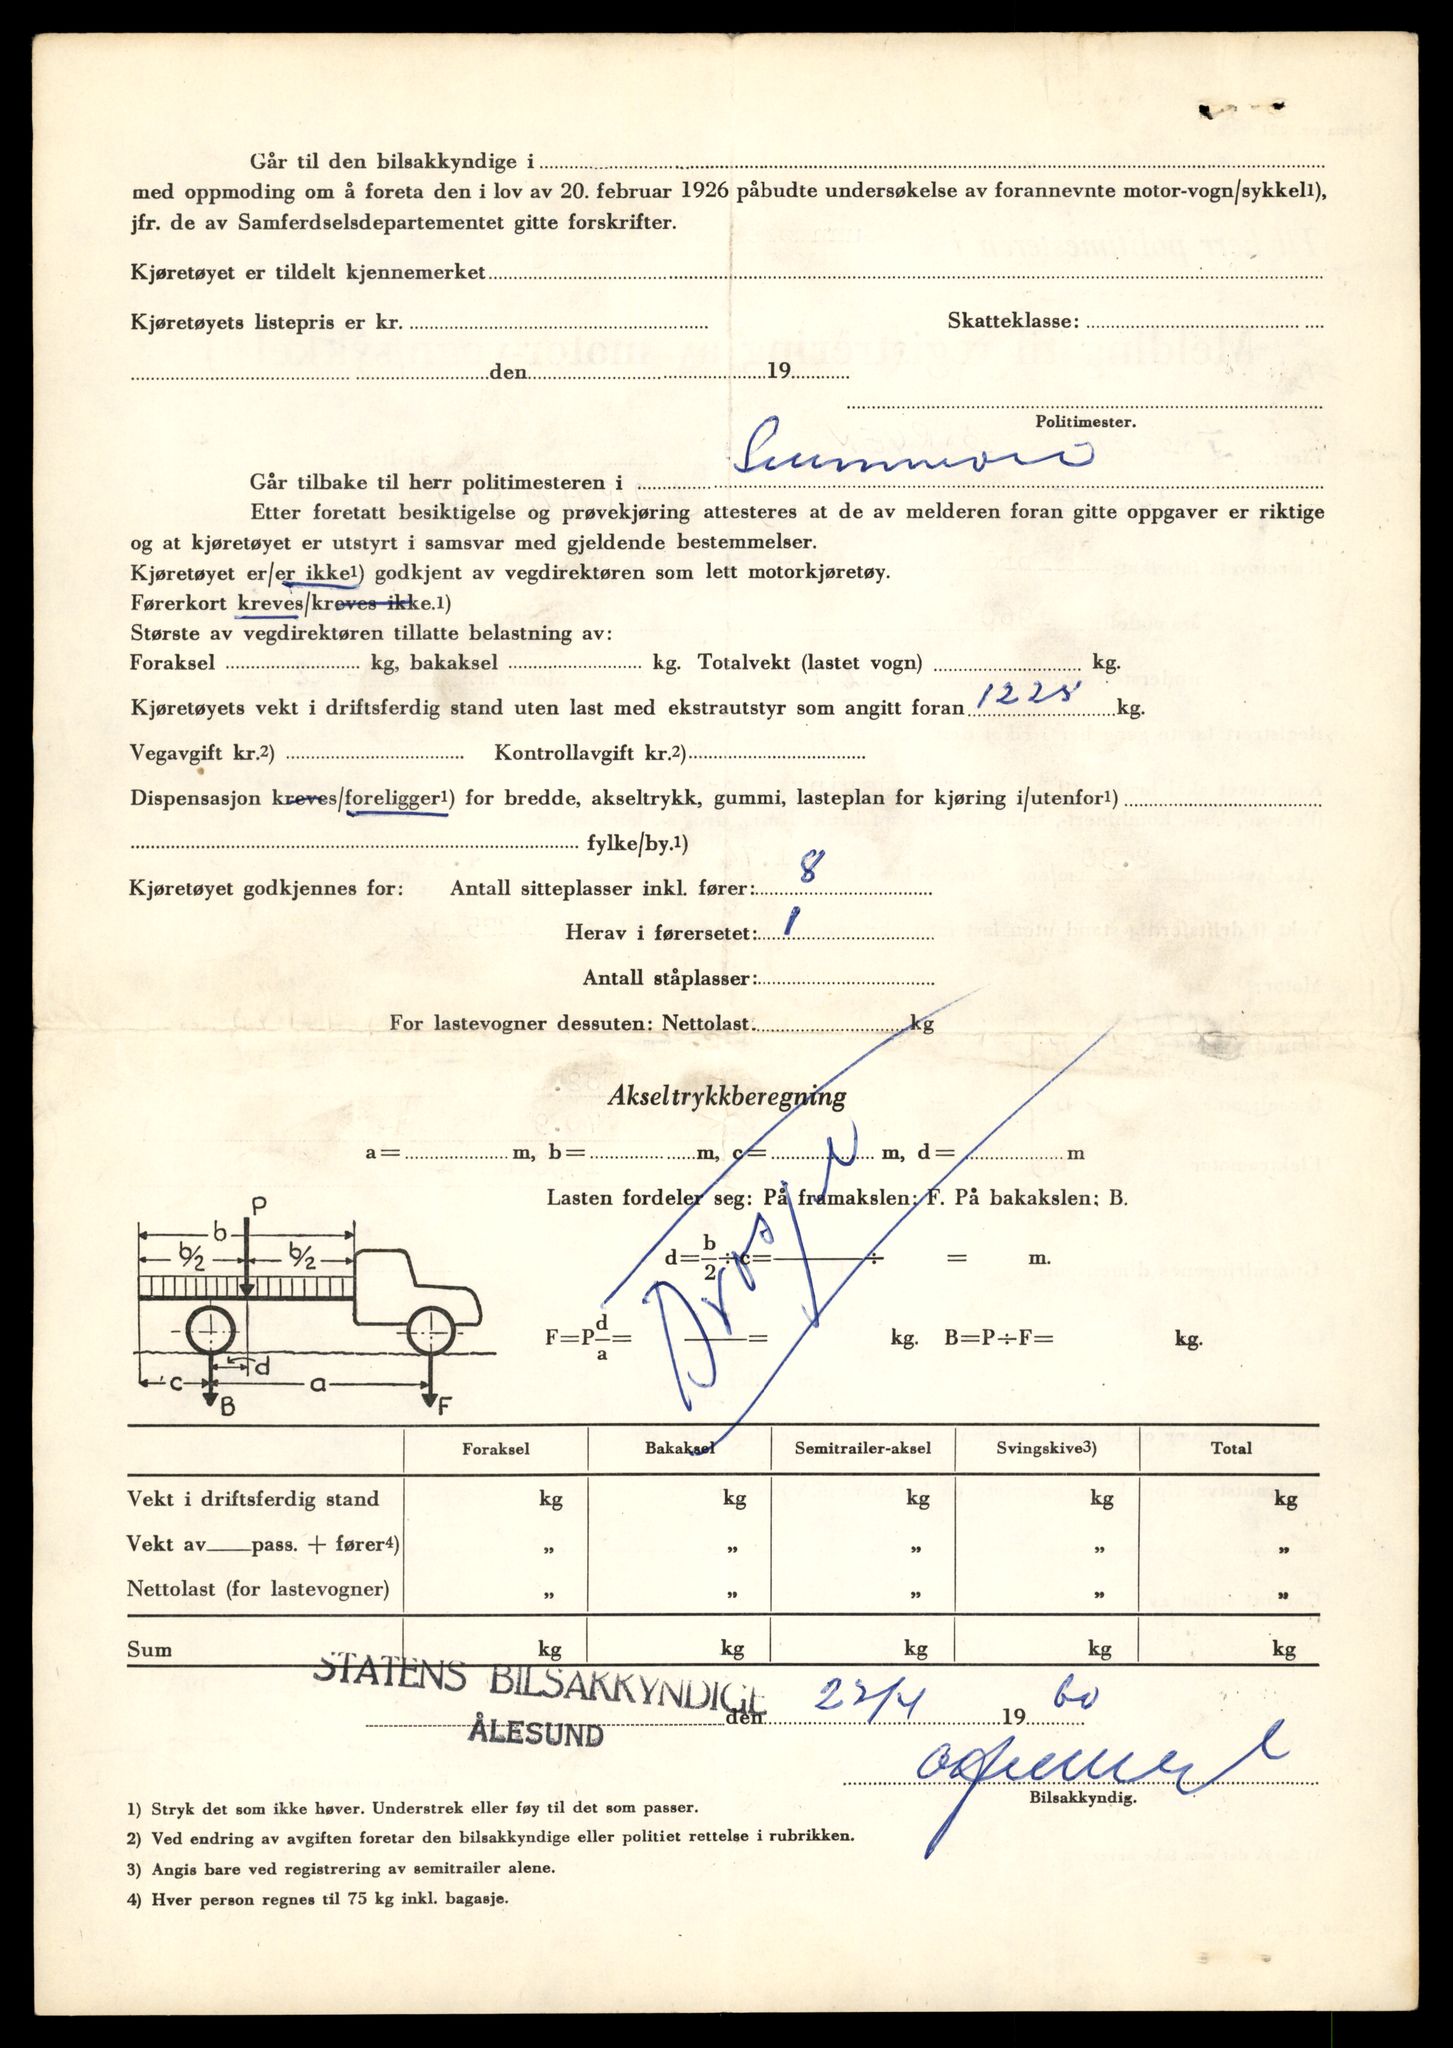 Går til den bilsakkyndige i
med oppmoding om å foreta den i lov av 20. februar 1926 påbudte undersøkelse av forannevnte motor-vogn/sykkel1),
jfr. de av Samferdselsdepartementet gitte forskrifter.
Kjøretøyet er tildelt kjennemerket
Kjøretøyets listepris er kr. Skatteklasse:
den 19
Politimester.
Går tilbake til herr politimesteren i Sunnmøre
Etter foretatt besiktigelse og prøvekjøring attesteres at de av melderen foran gitte oppgaver er riktige
og at kjøretøyet er utstyrt i samsvar med gjeldende bestemmelser.
Kjøretøyet er/er ikke1) godkjent av vegdirektøren som lett motorkjøretøy.
Førerkort kreves/kreves ikke.1)
Største av vegdirektøren tillatte belastning av:
Foraksel kg, bakaksel kg. Totalvekt (lastet vogn) kg.
Kjøretøyets vekt i driftsferdig stand uten last med ekstrautstyr som angitt foran 1225 kg.
Vegavgift kr.2) Kontrollavgift kr.2)
Dispensasjon kreves/foreligger1) for bredde, akseltrykk, gummi, lasteplan for kjøring i/utenfor1)
fylke/by.1)
Kjøretøyet godkjennes for: Antall sitteplasser inkl. fører: 8
Herav i førersetet: 1
Antall ståplasser:
For lastevogner dessuten: Nettolast. kg
Akseltrykkberegning
a= m, b= m, c= m, d= m
Lasten fordeler seg: På framakslen: F. På bakakslen: B.
d=b/2÷c= ÷ = m.
F=P d/a= = kg. B=P÷F= kg.
Drosje
P
b
b/2 b/2
d
c a
B F
Foraksel Bakaksel Semitrailer-aksel Svingskive3) Total
Vekt i driftsferdig stand kg kg kg kg kg
Vekt av pass. + fører4) „ „ „ „ „
Nettolast (for lastevogner) „ „ „ „ „
Sum kg kg kg kg kg
STATENS BILSAKKYNDIGE
ÅLESUND
den 22/4 19 60
Bilsakkyndig.
1) Stryk det som ikke høver. Understrek eller føy til det som passer.
2) Ved endring av avgiften foretar den bilsakkyndige eller politiet rettelse i rubrikken.
3) Angis bare ved registrering av semitrailer alene.
4) Hver person regnes til 75 kg inkl. bagasje.